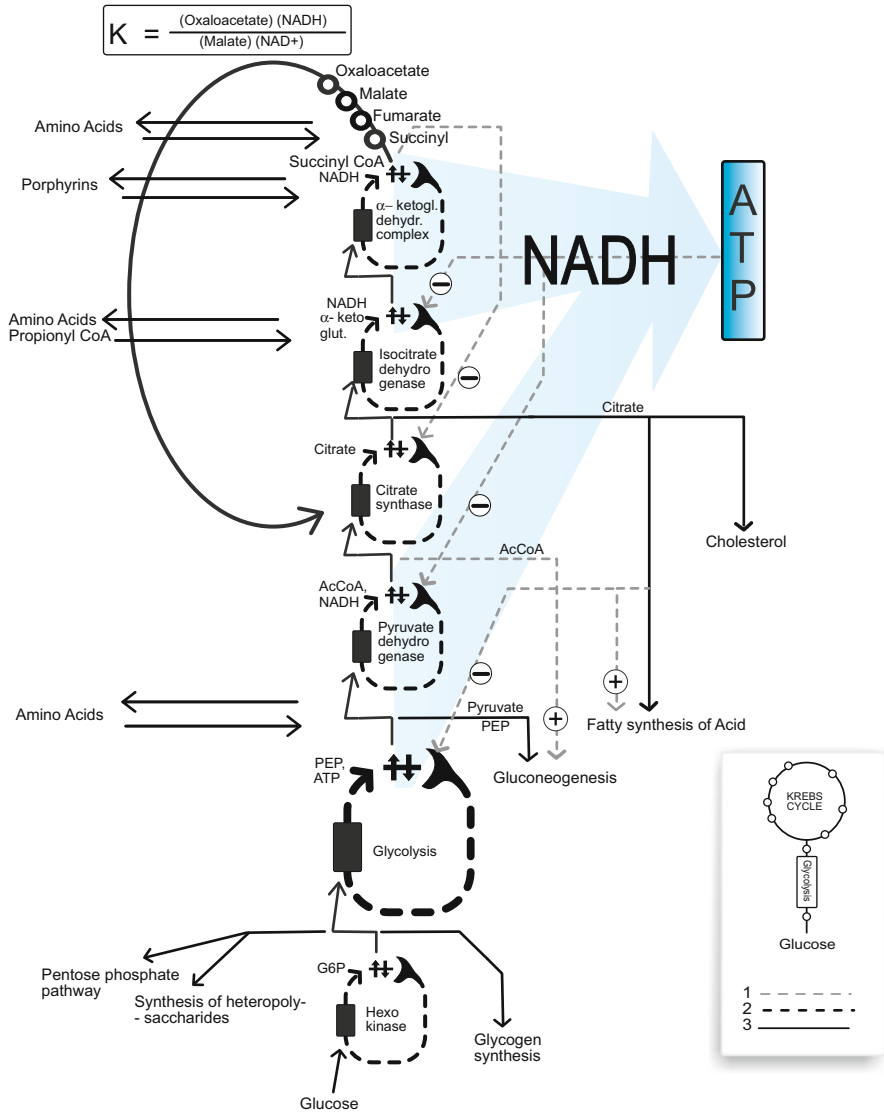 K = (Oxaloacetate) (NADH)
(Malate) (NAD+)
Oxaloacetate
Malate
Fumarate
Succinyl
Amino Acids
Succinyl CoA
NADH
Porphyrins
α– ketogl.
dehydr.
complex
NADH
ATP
NADH
α- keto
glut.
Amino Acids
Propionyl CoA
Isocitrate
dehydro
genase
Citrate
Citrate
Citrate
synthase
Cholesterol
AcCoA
AcCoA,
NADH
Pyruvate
dehydro
genase
Amino Acids
Pyruvate
PEP
Fatty synthesis of Acid
PEP,
ATP
Gluconeogenesis
Glycolysis
KREBS
CYCLE
Glycolysis
Glucose
Pentose phosphate
pathway
Synthesis of heteropoly-
- saccharides
G6P
Hexo
kinase
Glycogen
synthesis
Glucose
1
2
3